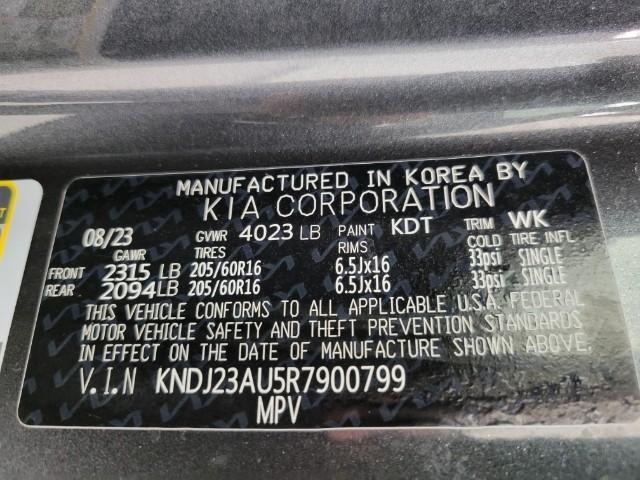 MANUFACTURED IN KOREA BY
KIA CORPORATION
08/23 GVWR 4023 LB PAINT KDT TRIM WK
GAWR TIRES RIMS COLD TIRE INFL
FRONT 2315 LB 205/60R16 6.5Jx16 33psi SINGLE
REAR 2094 LB 205/60R16 6.5Jx16 33psi SINGLE
THIS VEHICLE CONFORMS TO ALL APPLICABLE U.S.A. FEDERAL
MOTOR VEHICLE SAFETY AND THEFT PREVENTION STANDARDS
IN EFFECT ON THE DATE OF MANUFACTURE SHOWN ABOVE.
V.I.N KNDJ23AU5R7900799
MPV